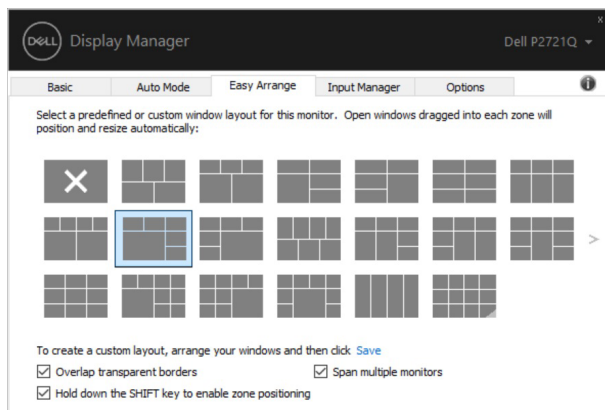 DELL Display Manager
Dell P2721Q
Basic
Auto Mode
Easy Arrange
Input Manager
Options
Select a predefined or custom window layout for this monitor. Open windows dragged into each zone will
position and resize automatically:
To create a custom layout, arrange your windows and then click Save
Overlap transparent borders
Span multiple monitors
Hold down the SHIFT key to enable zone positioning